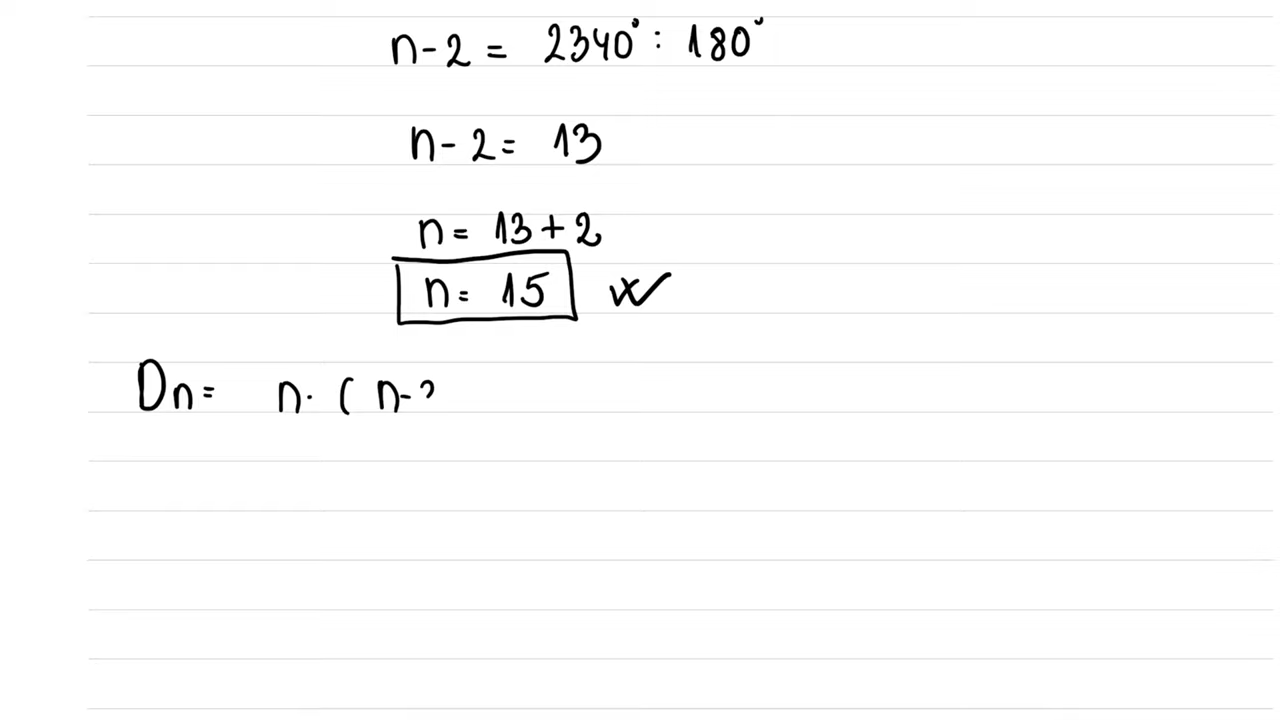 n-2 = 2340° : 180°
n-2 = 13
n = 13 + 2
n = 15
Dn = n · ( n-